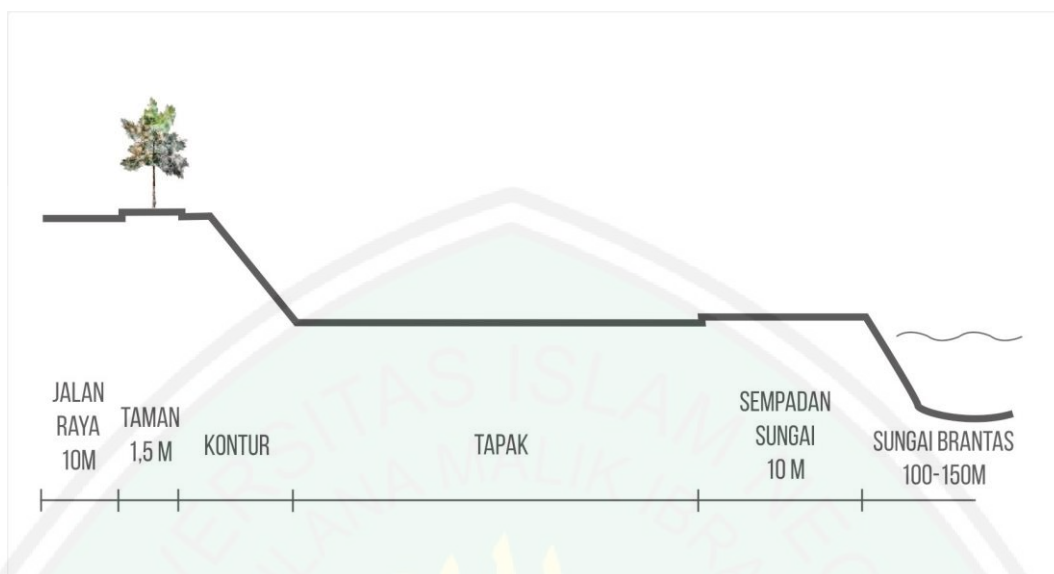 JALAN
RAYA
10M
TAMAN
1,5 M
KONTUR
TAPAK
SEMPADAN
SUNGAI
10 M
SUNGAI BRANTAS
100-150M